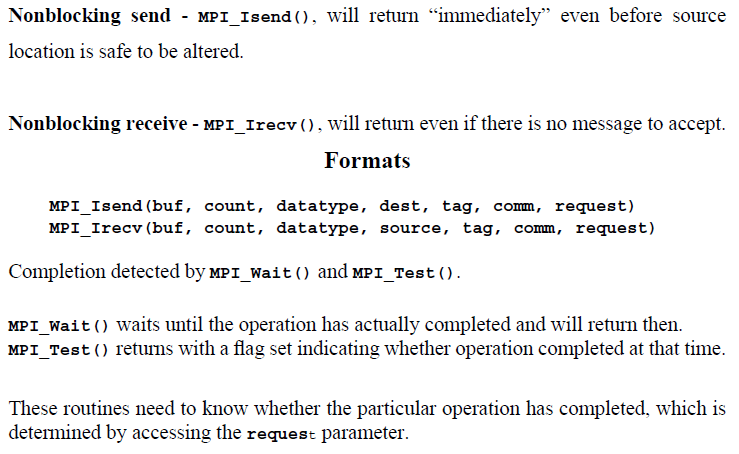 Nonblocking send - MPI_Isend(), will return “immediately” even before source
location is safe to be altered.
Nonblocking receive - MPI_Irecv(), will return even if there is no message to accept.
Formats
MPI_Isend(buf, count, datatype, dest, tag, comm, request)
MPI_Irecv(buf, count, datatype, source, tag, comm, request)
Completion detected by MPI_Wait() and MPI_Test().
MPI_Wait() waits until the operation has actually completed and will return then.
MPI_Test() returns with a flag set indicating whether operation completed at that time.
These routines need to know whether the particular operation has completed, which is
determined by accessing the request parameter.